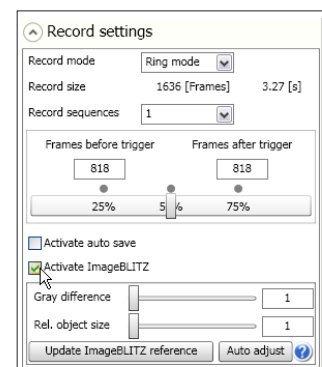 Record settings
Record mode Ring mode
Record size 1636 [Frames] 3.27 [s]
Record sequences 1
Frames before trigger Frames after trigger
818 818
25% 50% 75%
Activate auto save
Activate ImageBLITZ
Gray difference 1
Rel. object size 1
Update ImageBLITZ reference Auto adjust ?